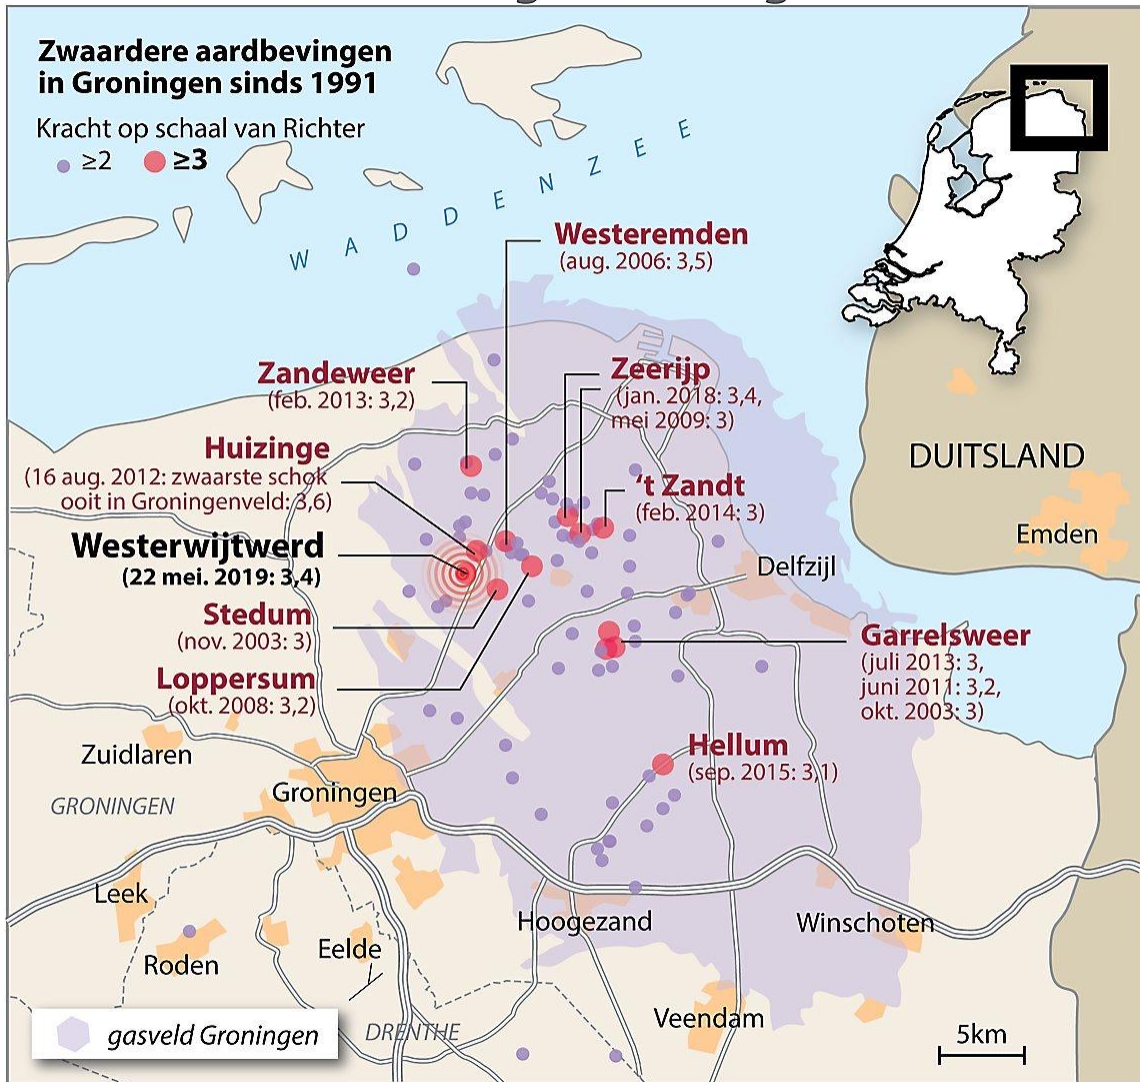 Zwaardere aardbevingen
in Groningen sinds 1991
Kracht op schaal van Richter
≥2 ≥3
WADDENZEE
Westeremden
(aug. 2006: 3,5)
Zandeweer
(feb. 2013: 3,2)
Zeerijp
(jan. 2018: 3,4,
mei 2009: 3)
Huizinge
(16 aug. 2012: zwaarste schok
ooit in Groningenveld: 3,6)
't Zandt
(feb. 2014: 3)
DUITSLAND
Emden
Westerwijtwerd
(22 mei. 2019: 3,4)
Delfzijl
Stedum
(nov. 2003: 3)
Garrelsweer
(juli 2013: 3,
juni 2011: 3,2,
okt. 2003: 3)
Loppersum
(okt. 2008: 3,2)
Zuidlaren
Hellum
(sep. 2015: 3,1)
GRONINGEN
Groningen
Leek
Hoogezand
Winschoten
Roden
Eelde
Veendam
gasveld Groningen
DRENTHE
5km